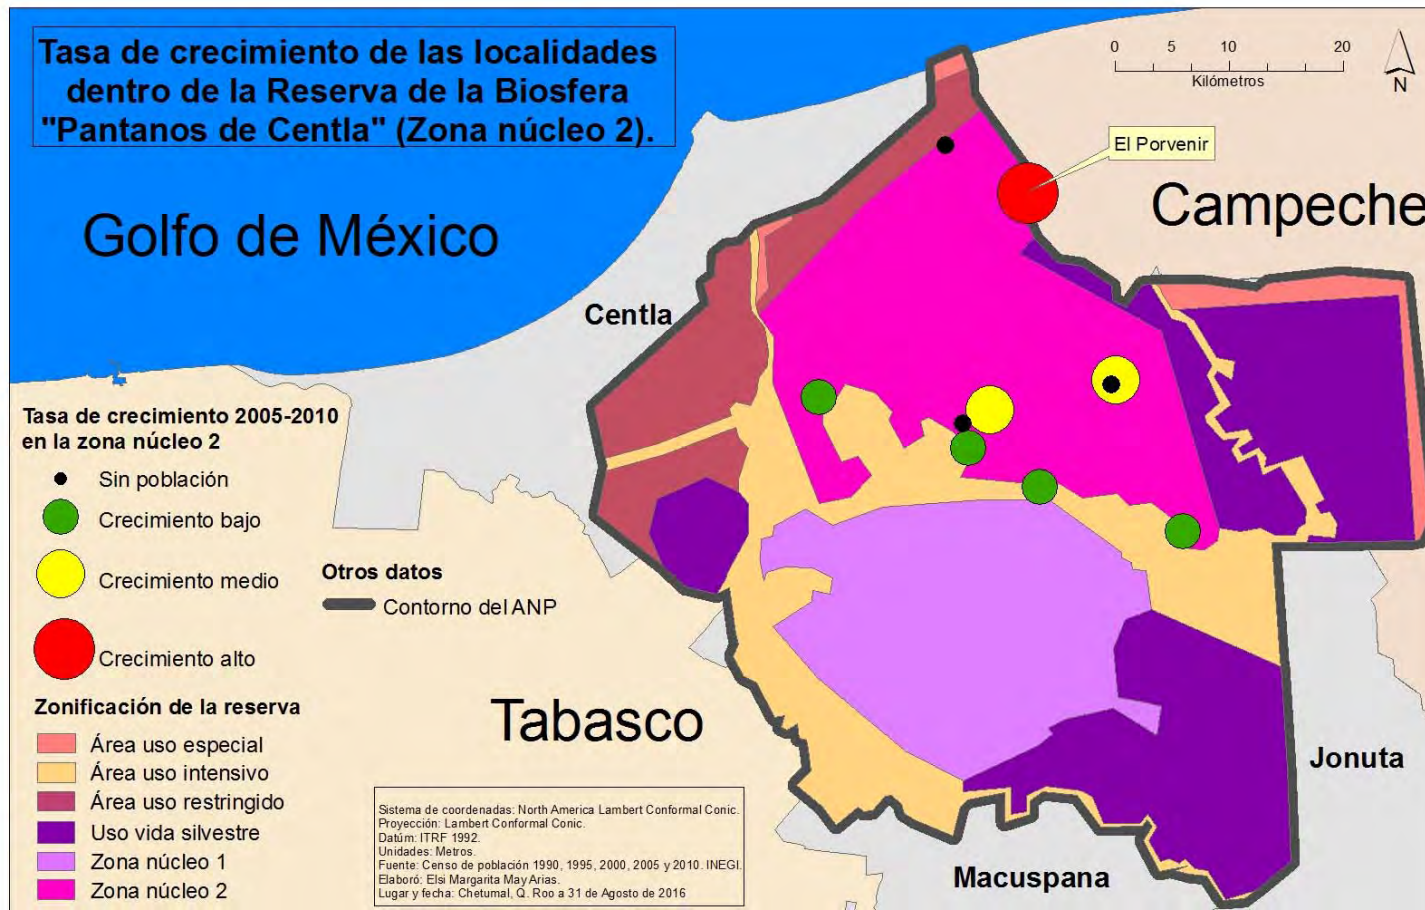 Tasa de crecimiento de las localidades
dentro de la Reserva de la Biosfera
"Pantanos de Centla" (Zona núcleo 2).
0 5 10 20
Kilómetros
N
El Porvenir
Campeche
Golfo de México
Centla
Tasa de crecimiento 2005-2010
en la zona núcleo 2
Sin población
Crecimiento bajo
Crecimiento medio
Crecimiento alto
Otros datos
Contorno del ANP
Zonificación de la reserva
Área uso especial
Área uso intensivo
Área uso restringido
Uso vida silvestre
Zona núcleo 1
Zona núcleo 2
Tabasco
Jonuta
Macuspana
Sistema de coordenadas: North America Lambert Conformal Conic.
Proyección: Lambert Conformal Conic.
Datúm: ITRF 1992.
Unidades: Metros.
Fuente: Censo de población 1990, 1995, 2000, 2005 y 2010. INEGI.
Elaboró: Elsi Margarita May Arias.
Lugar y fecha: Chetumal, Q. Roo a 31 de Agosto de 2016